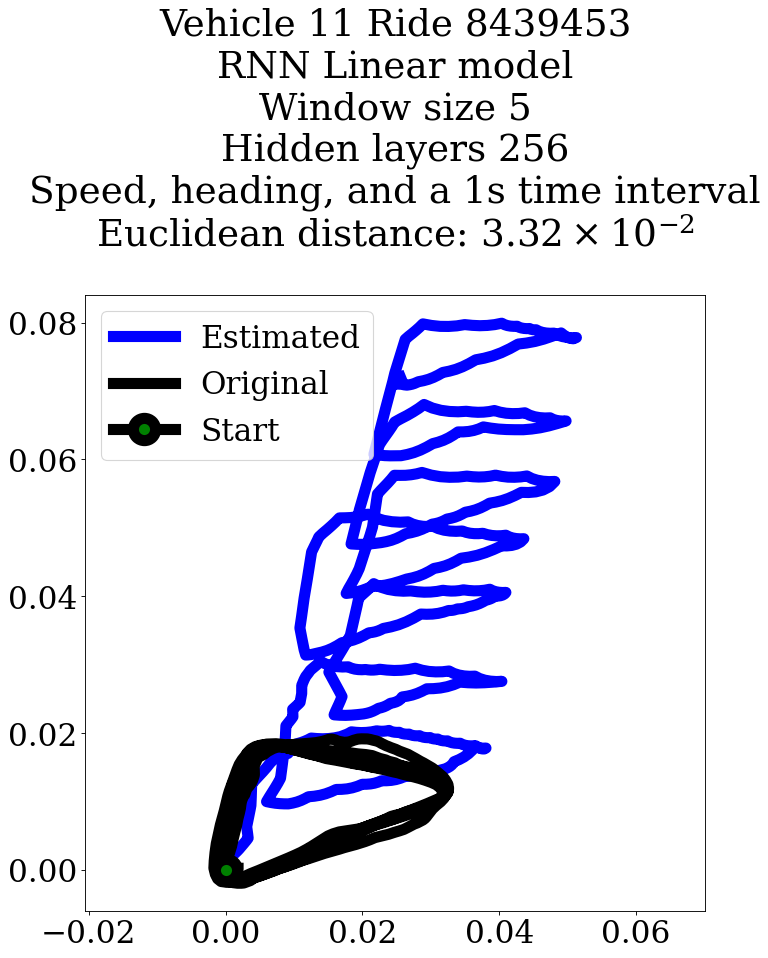 Vehicle 11 Ride 8439453
RNN Linear model
Window size 5
Hidden layers 256
Speed, heading, and a 1s time interval
Euclidean distance: 3.32 × 10⁻²
Estimated
Original
Start
0.08
0.06
0.04
0.02
0.00
−0.02 0.00 0.02 0.04 0.06